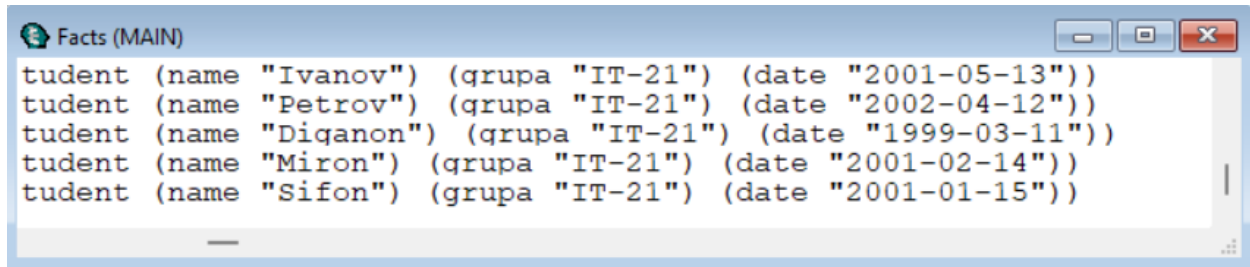 Facts (MAIN)
tudent (name "Ivanov") (grupa "IT-21") (date "2001-05-13"))
tudent (name "Petrov") (grupa "IT-21") (date "2002-04-12"))
tudent (name "Diganon") (grupa "IT-21") (date "1999-03-11"))
tudent (name "Miron") (grupa "IT-21") (date "2001-02-14"))
tudent (name "Sifon") (grupa "IT-21") (date "2001-01-15"))